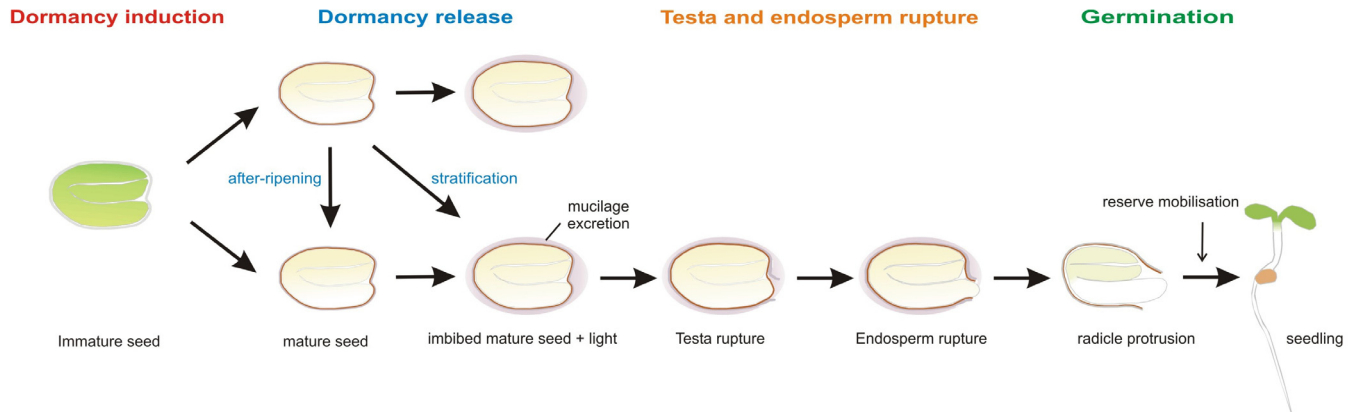 Dormancy induction
Dormancy release
Testa and endosperm rupture
Germination
after-ripening
stratification
mucilage
excretion
reserve mobilisation
Immature seed
mature seed
imbibed mature seed + light
Testa rupture
Endosperm rupture
radicle protrusion
seedling